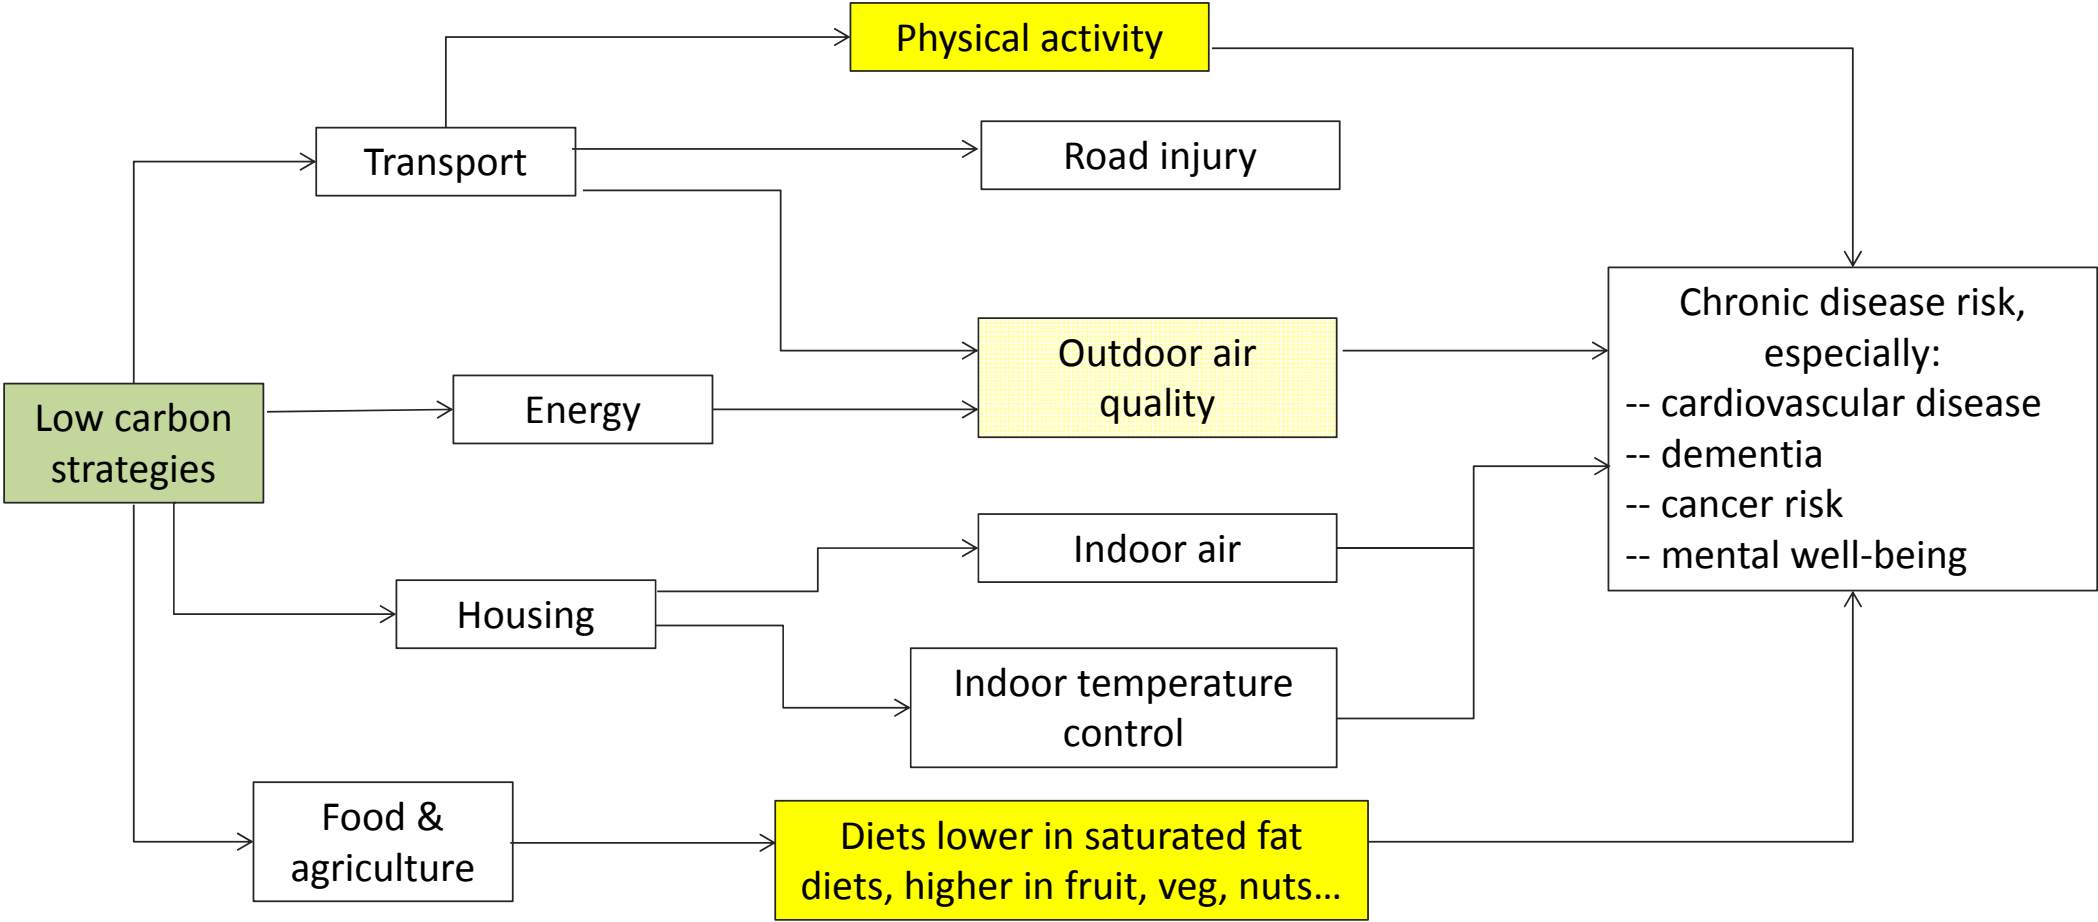 Physical activity
Transport
Road injury
Low carbon
strategies
Energy
Outdoor air
quality
Housing
Indoor air
Indoor temperature
control
Food &
agriculture
Diets lower in saturated fat
diets, higher in fruit, veg, nuts…
Chronic disease risk,
especially:
-- cardiovascular disease
-- dementia
-- cancer risk
-- mental well-being